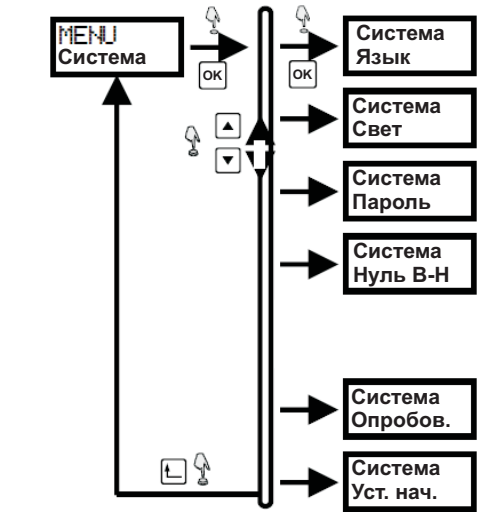 MENU
Система
OK
OK
Система
Язык
Система
Свет
Система
Пароль
Система
Нуль В-Н
Система
Опробов.
Система
Уст. нач.